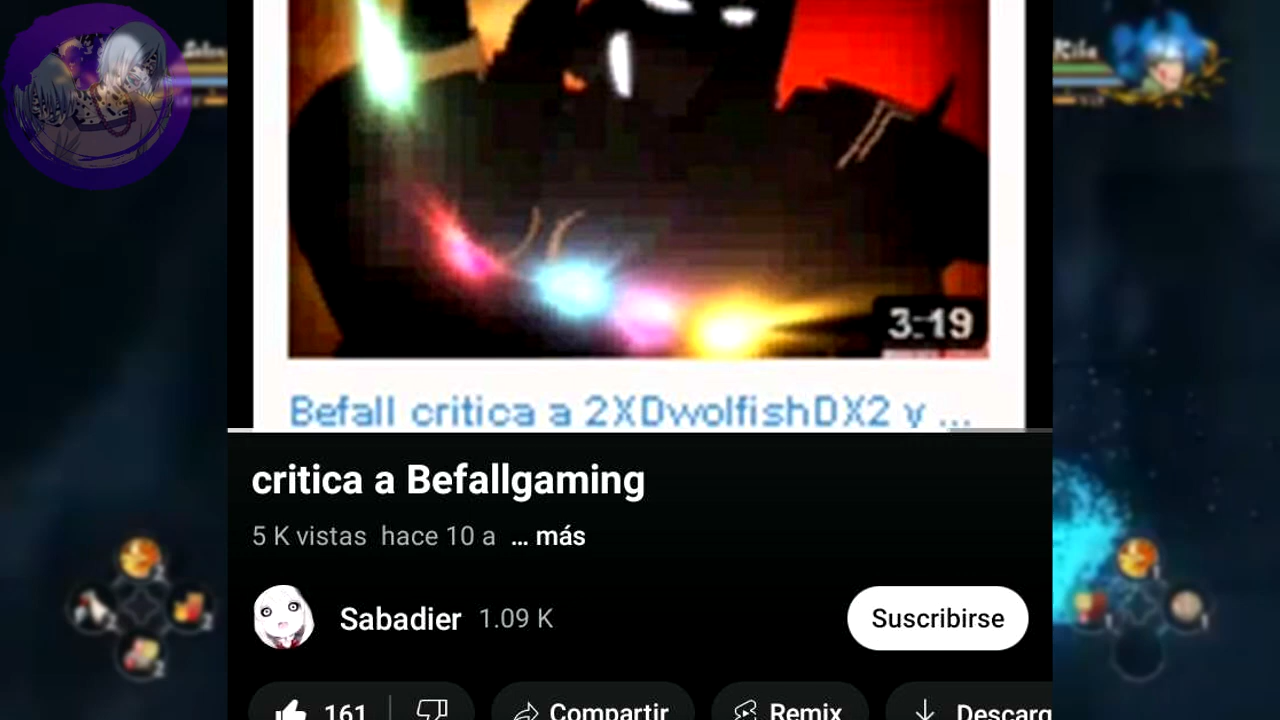 3:19
Befall critica a 2XDwolfishDX2 y ...
critica a Befallgaming
5 K vistas hace 10 a ... más
Sabadier 1.09 K
Suscribirse
161 Compartir Remix Descarg